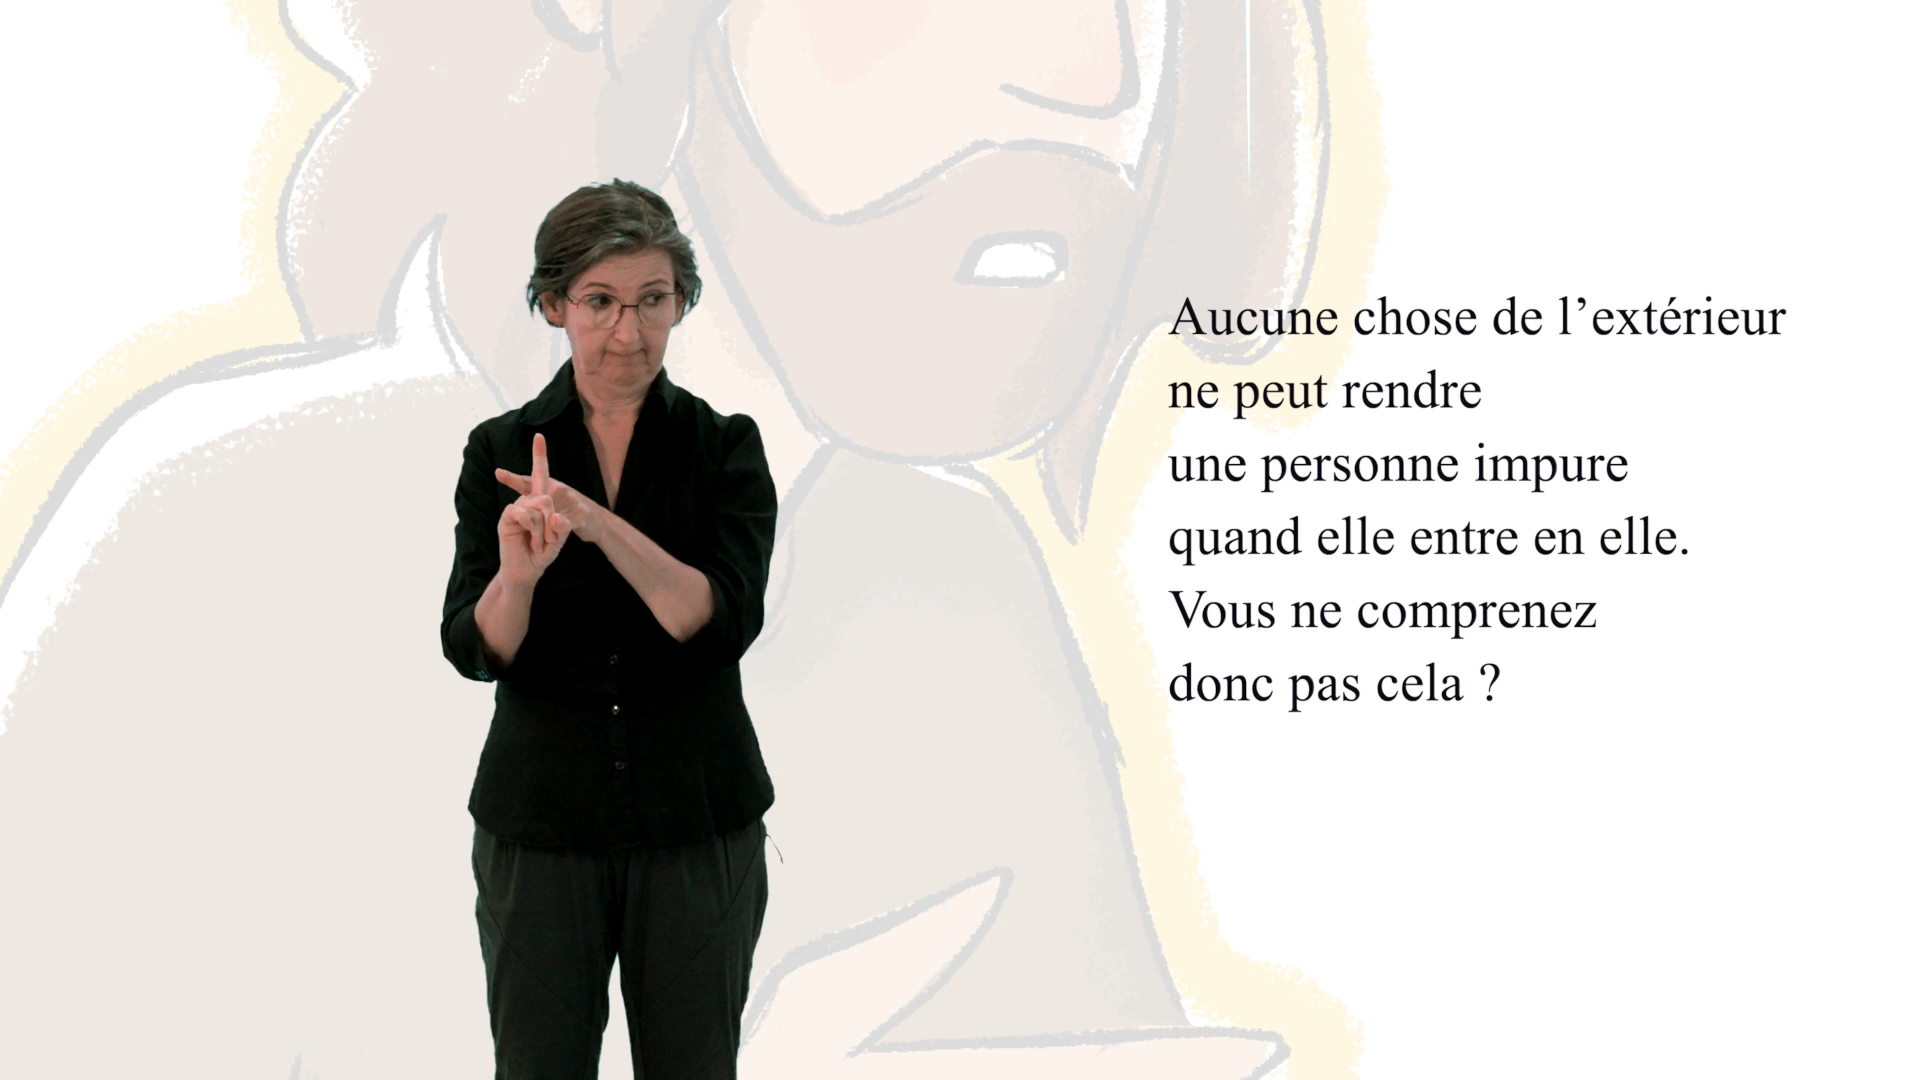 Aucune chose de l’extérieur
ne peut rendre
une personne impure
quand elle entre en elle.
Vous ne comprenez
donc pas cela ?